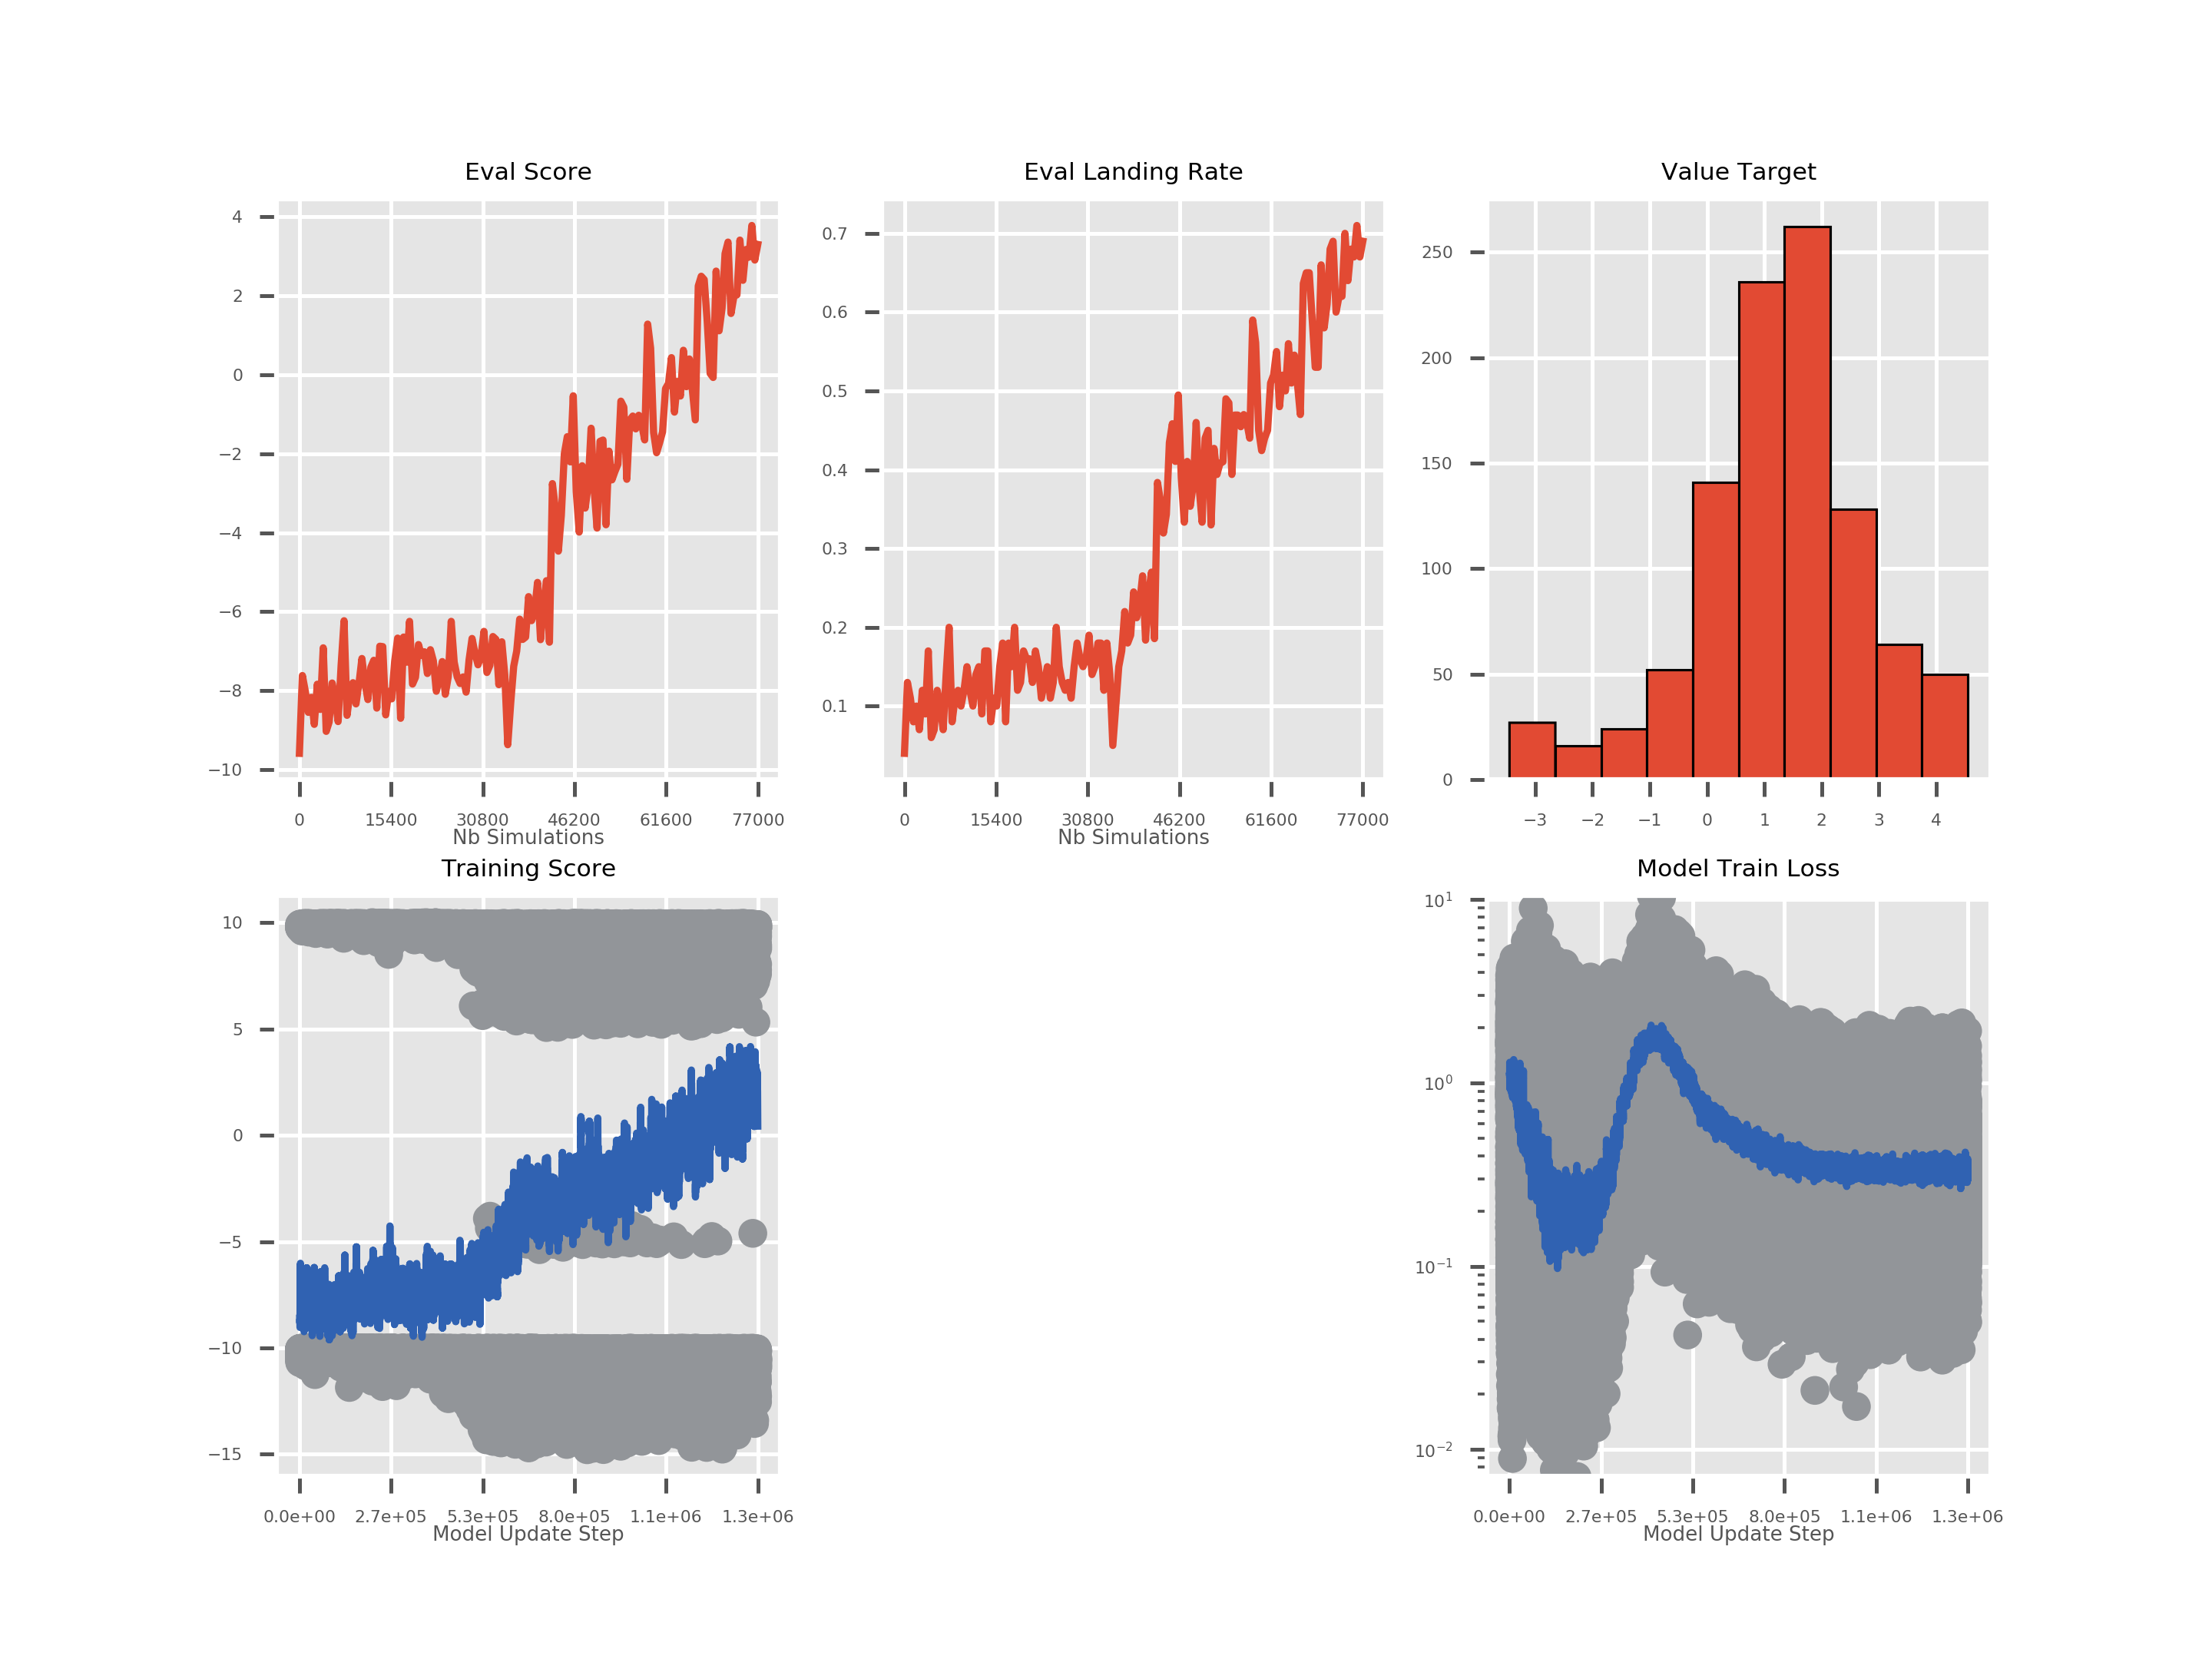 Eval Score
4
2
0
−2
−4
−6
−8
−10
0 15400 30800 46200 61600 77000
Nb Simulations
Eval Landing Rate
0.7
0.6
0.5
0.4
0.3
0.2
0.1
0 15400 30800 46200 61600 77000
Nb Simulations
Value Target
250
200
150
100
50
0
−3 −2 −1 0 1 2 3 4
Training Score
10
5
0
−5
−10
−15
0.0e+00 2.7e+05 5.3e+05 8.0e+05 1.1e+06 1.3e+06
Model Update Step
Model Train Loss
10¹
10⁰
10⁻¹
10⁻²
0.0e+00 2.7e+05 5.3e+05 8.0e+05 1.1e+06 1.3e+06
Model Update Step